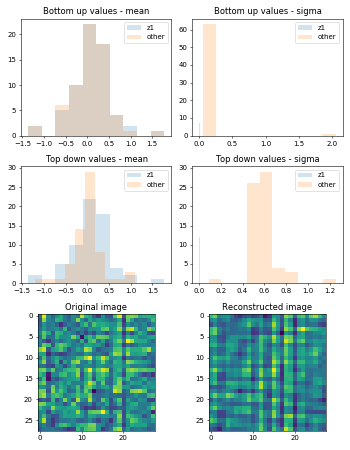 Bottom up values - mean
Bottom up values - sigma
z1
other
z1
other
20
15
10
5
0
60
50
40
30
20
10
0
−1.5 −1.0 −0.5 0.0 0.5 1.0 1.5
0.0 0.5 1.0 1.5 2.0
Top down values - mean
Top down values - sigma
z1
other
z1
other
30
25
20
15
10
5
0
30
25
20
15
10
5
0
−1.5 −1.0 −0.5 0.0 0.5 1.0 1.5
0.0 0.2 0.4 0.6 0.8 1.0 1.2
Original image
Reconstructed image
0
5
10
15
20
25
0
5
10
15
20
25
0 10 20
0 10 20